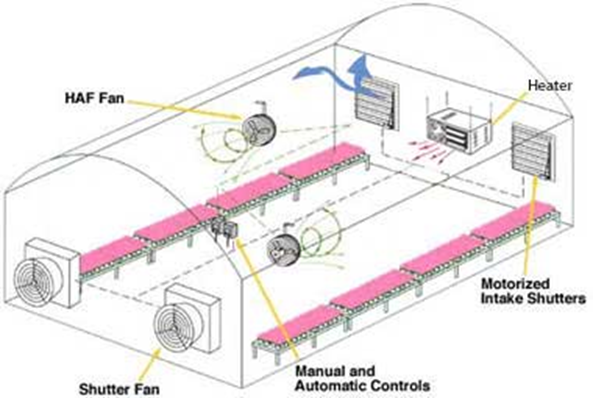 Heater
HAF Fan
Motorized
Intake Shutters
Manual and
Automatic Controls
Shutter Fan